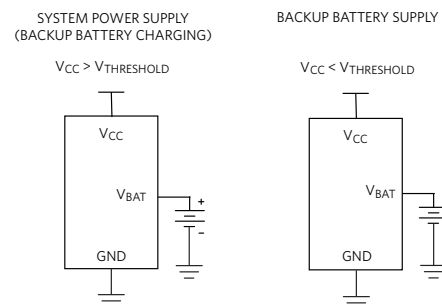 SYSTEM POWER SUPPLY
(BACKUP BATTERY CHARGING)
VCC > VTHRESHOLD
VCC
VBAT
+
–
GND
BACKUP BATTERY SUPPLY
VCC < VTHRESHOLD
VCC
VBAT
GND